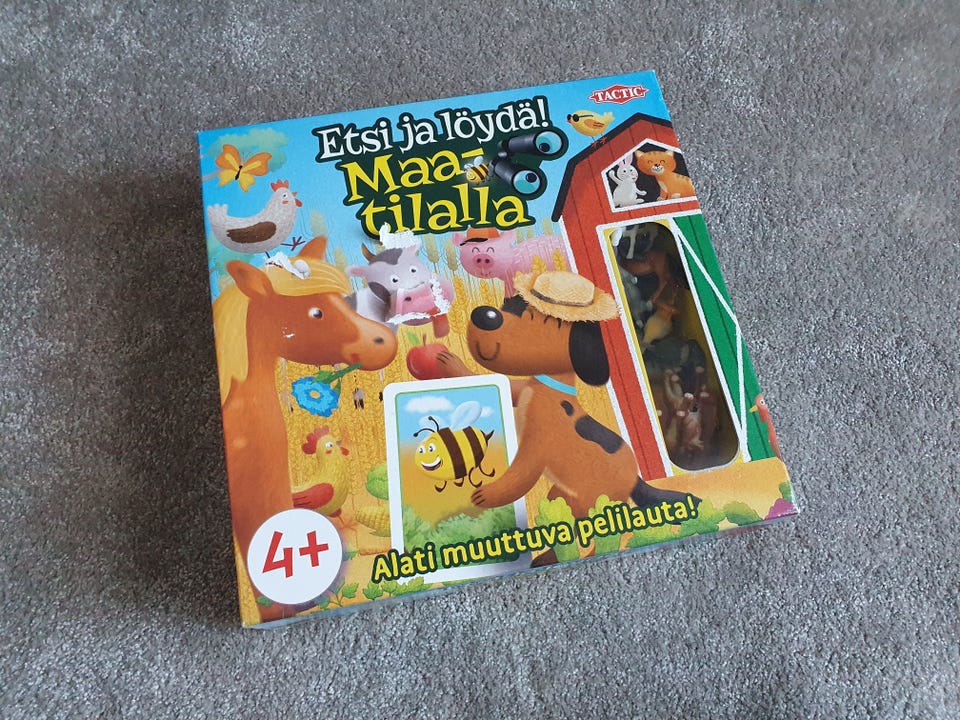 TACTIC
Etsi ja löydä!
Maa-
tilalla
4+
Alati muuttuva pelilauta!